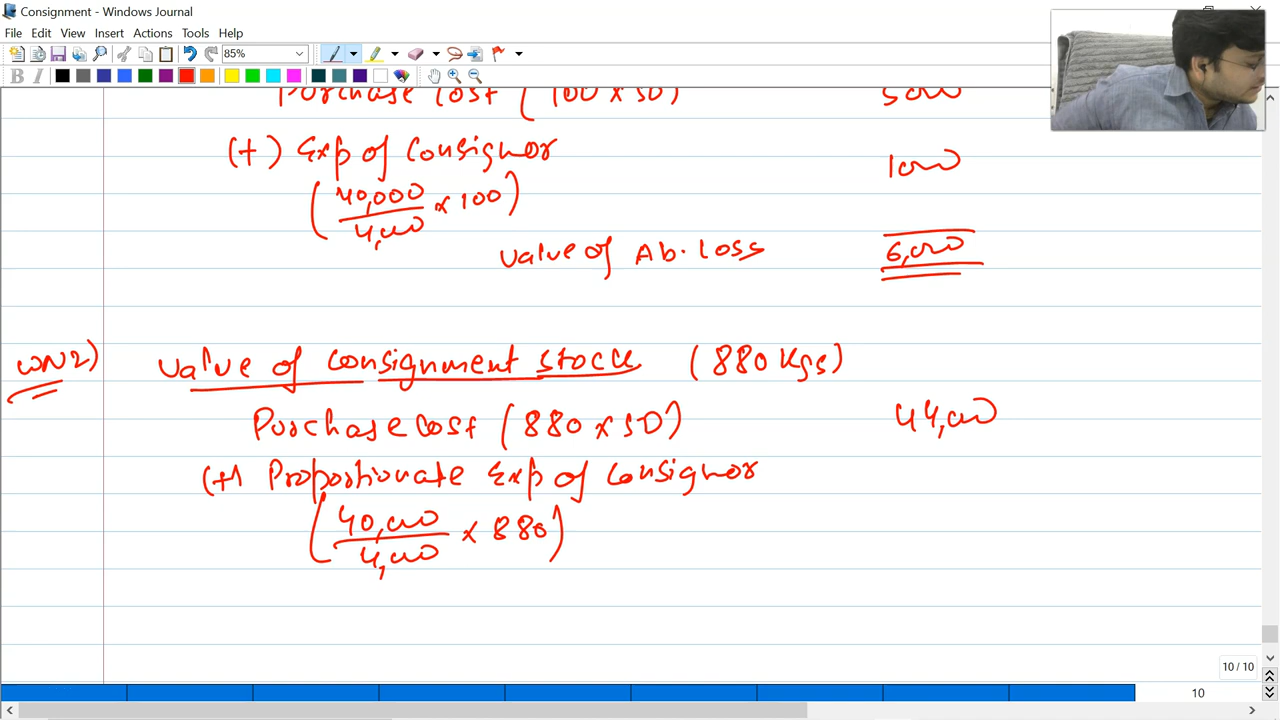 Consignment - Windows Journal
File Edit View Insert Actions Tools Help
85%
B I
Purchase Cost (100 x 50) 5000
(+) Exp of Consignor 1000
(40,000
4,000 x 100)
Value of Ab. Loss 6,000
WN2) Value of Consignment Stock (880 Kgs)
Purchase cost (880 x 50) 44,000
(+) Proportionate Exp of Consignor
(40,000
4,000 x 880)
10 / 10
10